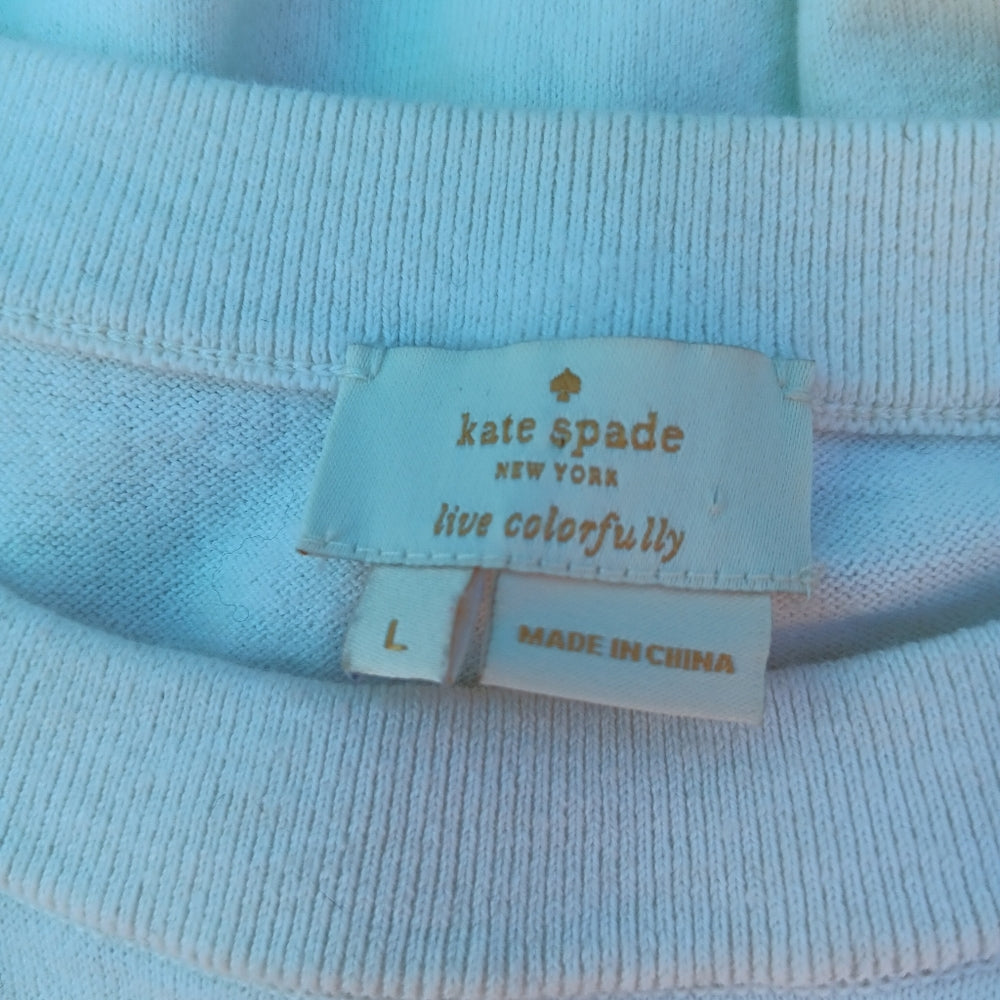 kate spade
NEW YORK
live colorfully
L
MADE IN CHINA